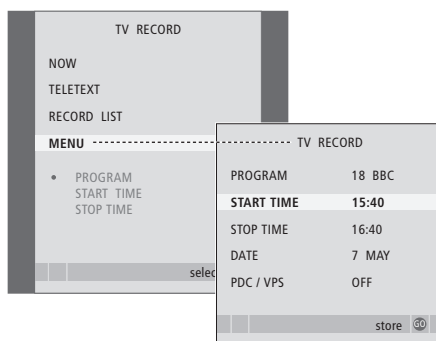 TV RECORD
NOW
TELETEXT
RECORD LIST
MENU
• PROGRAM
START TIME
STOP TIME
TV RECORD
PROGRAM 18 BBC
START TIME 15:40
STOP TIME 16:40
DATE 7 MAY
PDC / VPS OFF
store GO